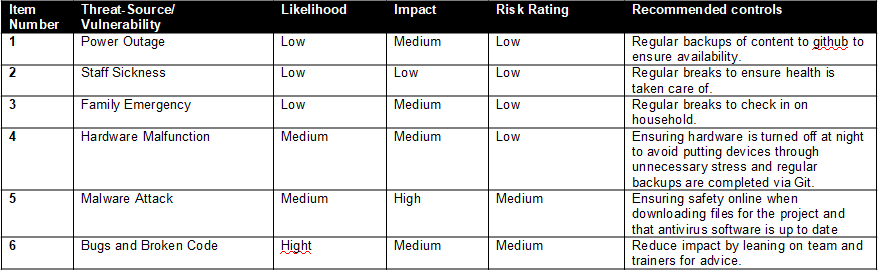 Item Number Threat-Source/ Vulnerability Likelihood Impact Risk Rating Recommended controls
1 Power Outage Low Medium Low Regular backups of content to github to
ensure availability.
2 Staff Sickness Low Low Low Regular breaks to ensure health is
taken care of.
3 Family Emergency Low Medium Low Regular breaks to check in on
household.
4 Hardware Malfunction Medium Medium Low Ensuring hardware is turned off at night
to avoid putting devices through
unnecessary stress and regular
backups are completed via Git.
5 Malware Attack Medium High Medium Ensuring safety online when
downloading files for the project and
that antivirus software is up to date
6 Bugs and Broken Code Hight Medium Medium Reduce impact by leaning on team and
trainers for advice.